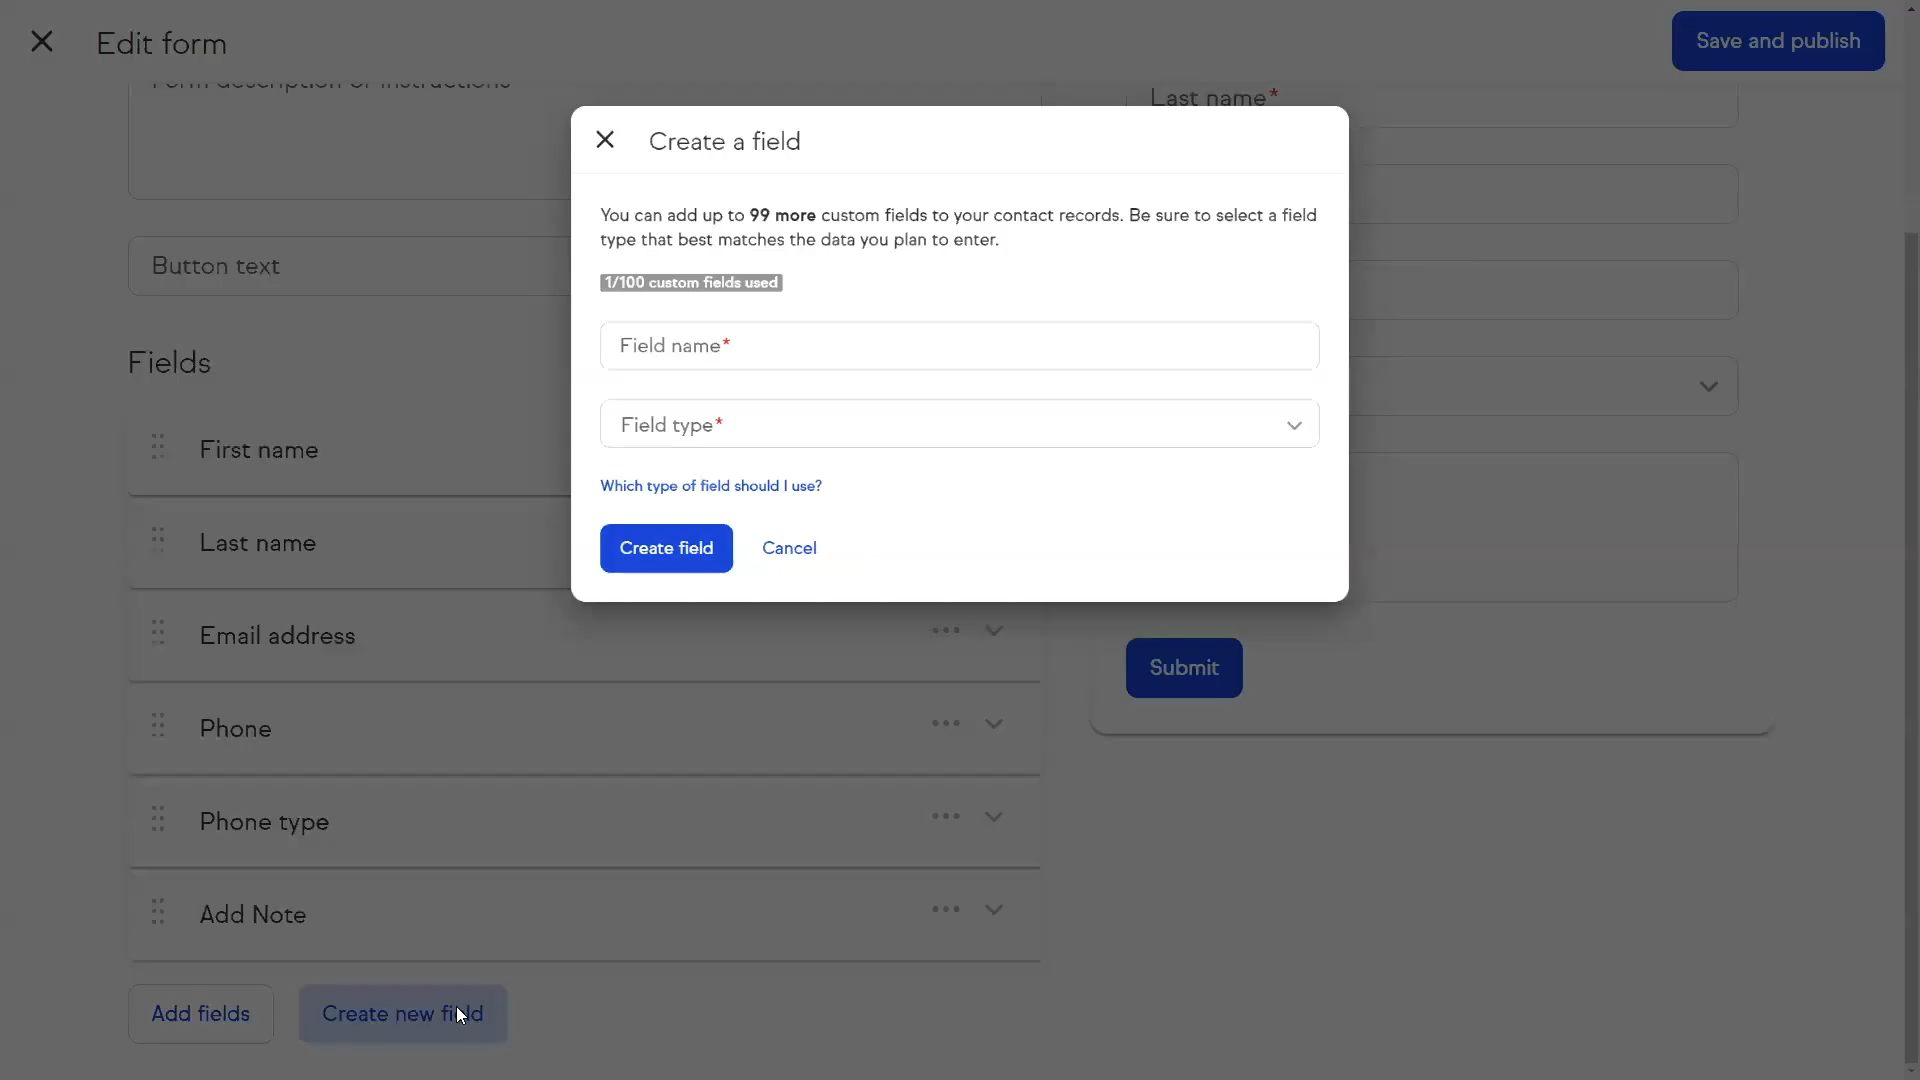 Edit form
Save and publish
Form description or instructions
Last name*
Create a field
You can add up to 99 more custom fields to your contact records. Be sure to select a field
type that best matches the data you plan to enter.
1/100 custom fields used
Button text
Field name*
Fields
Field type*
First name
Which type of field should I use?
Last name
Create field
Cancel
Email address
Submit
Phone
Phone type
Add Note
Add fields
Create new field